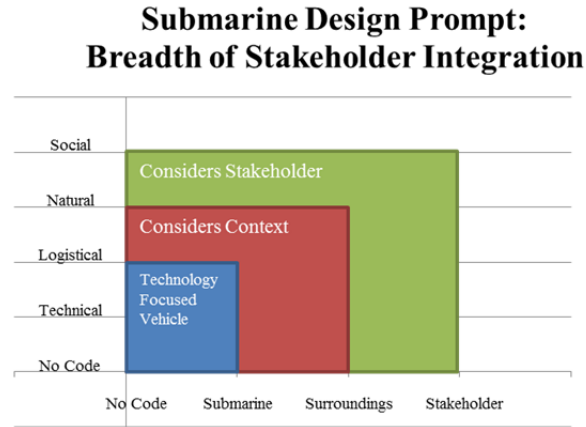 Submarine Design Prompt:
Breadth of Stakeholder Integration
Social
Considers Stakeholder
Natural
Considers Context
Logistical
Technology
Focused
Vehicle
Technical
No Code
No Code
Submarine
Surroundings
Stakeholder